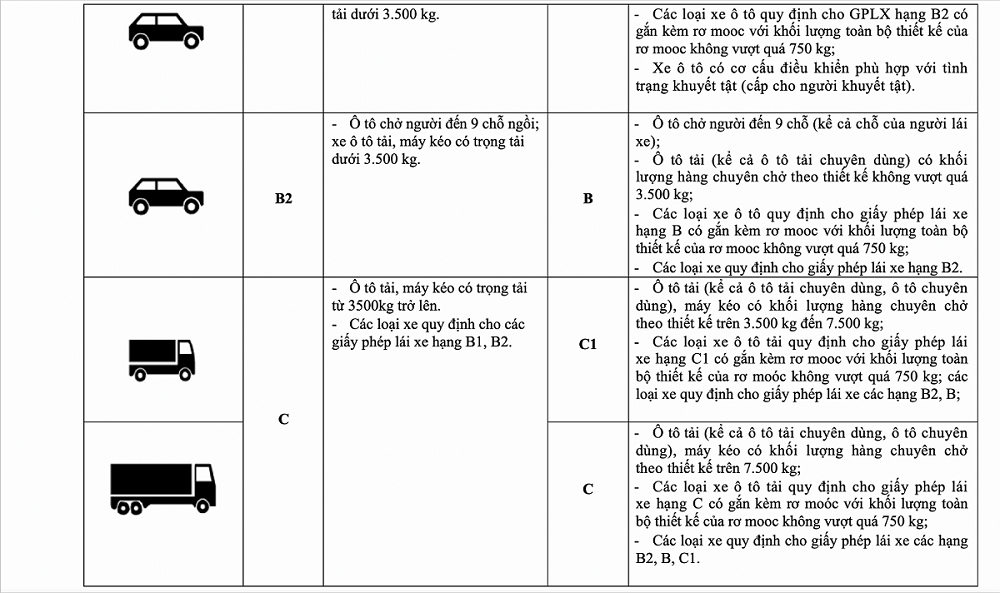 tải dưới 3.500 kg.
- Các loại xe ô tô quy định cho GPLX hạng B2 có
gắn kèm rơ mooc với khối lượng toàn bộ thiết kế của
rơ mooc không vượt quá 750 kg;
- Xe ô tô có cơ cấu điều khiển phù hợp với tình
trạng khuyết tật (cấp cho người khuyết tật).
B2
- Ô tô chở người đến 9 chỗ ngồi;
xe ô tô tải, máy kéo có trọng tải
dưới 3.500 kg.
B
- Ô tô chở người đến 9 chỗ (kể cả chỗ của người lái
xe);
- Ô tô tải (kể cả ô tô tải chuyên dùng) có khối
lượng hàng chuyên chở theo thiết kế không vượt quá
3.500 kg;
- Các loại xe ô tô quy định cho giấy phép lái xe
hạng B có gắn kèm rơ mooc với khối lượng toàn bộ
thiết kế của rơ mooc không vượt quá 750 kg;
- Các loại xe quy định cho giấy phép lái xe hạng B2.
C
- Ô tô tải, máy kéo có trọng tải
từ 3500kg trở lên.
- Các loại xe quy định cho các
giấy phép lái xe hạng B1, B2.
C1
- Ô tô tải (kể cả ô tô tải chuyên dùng, ô tô chuyên
dùng), máy kéo có khối lượng hàng chuyên chở
theo thiết kế trên 3.500 kg đến 7.500 kg;
- Các loại xe ô tô tải quy định cho giấy phép lái
xe hạng C1 có gắn kèm rơ mooc với khối lượng toàn
bộ thiết kế của rơ moóc không vượt quá 750 kg; các
loại xe quy định cho giấy phép lái xe các hạng B2, B;
C
- Ô tô tải (kể cả ô tô tải chuyên dùng, ô tô chuyên
dùng), máy kéo có khối lượng hàng chuyên chở
theo thiết kế trên 7.500 kg;
- Các loại xe ô tô tải quy định cho giấy phép lái
xe hạng C có gắn kèm rơ moóc với khối lượng toàn
bộ thiết kế của rơ mooc không vượt quá 750 kg;
- Các loại xe quy định cho giấy phép lái xe các hạng
B2, B, C1.